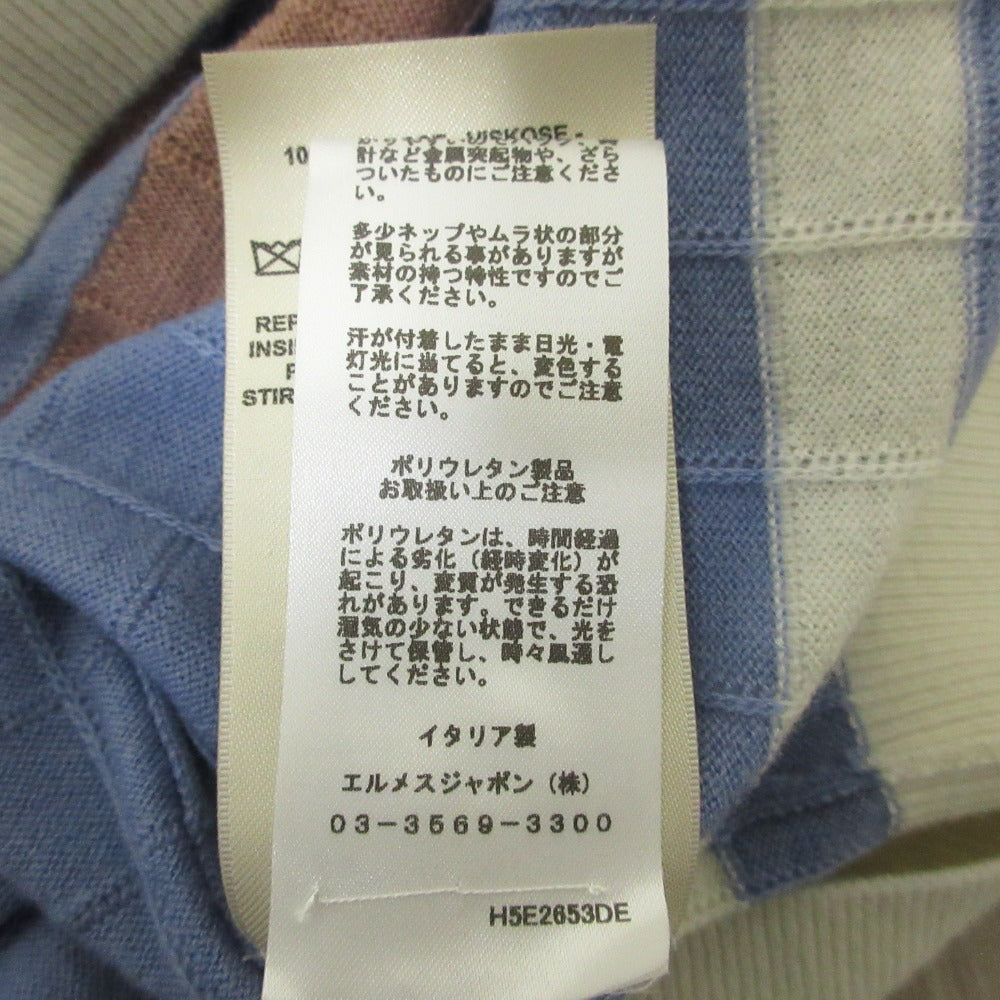 VISKOSE -
10
計など金属突起物や、ざら
ついたものにご注意くださ
い。
多少ネップやムラ状の部分
が見られる事がありますが
素材の持つ特性ですのでご
了承ください。
REP
INSI
STIR
汗が付着したまま日光・電
灯光に当てると、変色する
ことがありますのでご注意
ください。
ポリウレタン製品
お取扱い上のご注意
ポリウレタンは、時間経過
による劣化（経時変化）が
起こり、変質が発生する恐
れがあります。できるだけ
湿気の少ない状態で、光を
さけて保管し、時々風通し
してください。
イタリア製
エルメスジャポン（株）
０３－３５６９－３３００
H5E2653DE